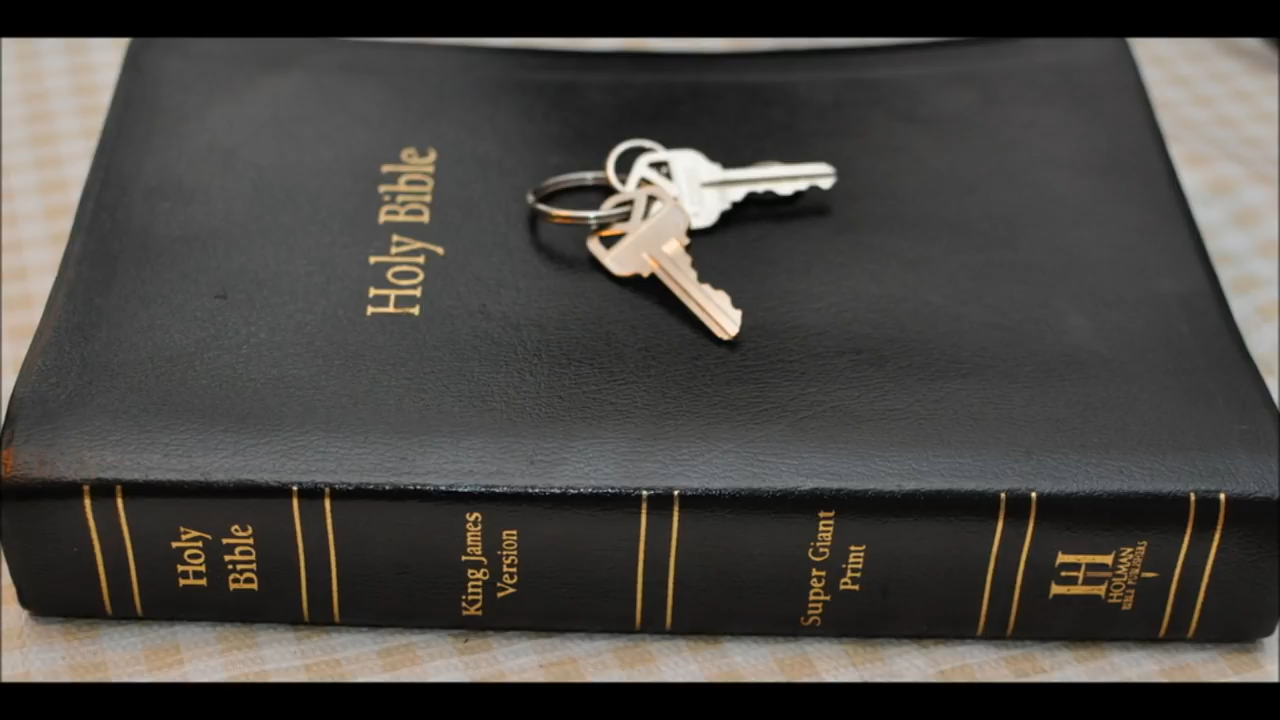 Holy Bible
Holy
Bible
King James
Version
Super Giant
Print
HOLMAN
BIBLE PUBLISHERS